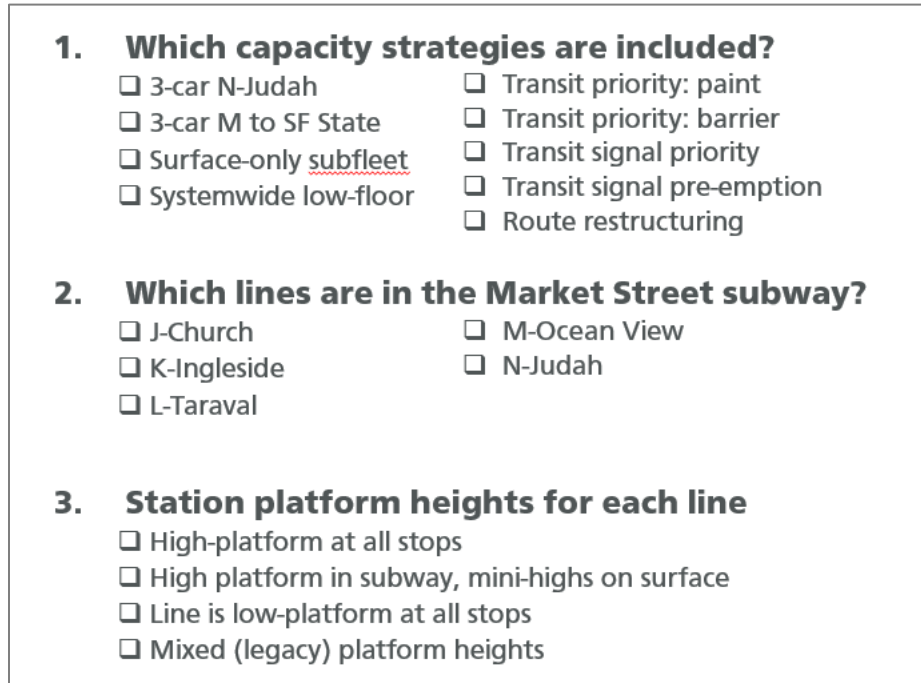 1. Which capacity strategies are included?
❑ 3-car N-Judah
❑ 3-car M to SF State
❑ Surface-only subfleet
❑ Systemwide low-floor
❑ Transit priority: paint
❑ Transit priority: barrier
❑ Transit signal priority
❑ Transit signal pre-emption
❑ Route restructuring
2. Which lines are in the Market Street subway?
❑ J-Church
❑ K-Ingleside
❑ L-Taraval
❑ M-Ocean View
❑ N-Judah
3. Station platform heights for each line
❑ High-platform at all stops
❑ High platform in subway, mini-highs on surface
❑ Line is low-platform at all stops
❑ Mixed (legacy) platform heights